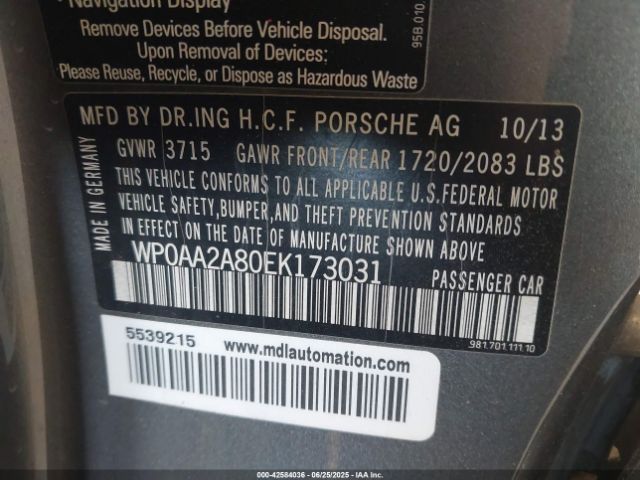 Navigation Display
Remove Devices Before Vehicle Disposal.
Upon Removal of Devices:
Please Reuse, Recycle, or Dispose as Hazardous Waste
95B.010.
MFD BY DR.ING H.C.F. PORSCHE AG 10/13
GVWR 3715 GAWR FRONT/REAR 1720/2083 LBS
THIS VEHICLE CONFORMS TO ALL APPLICABLE U.S.FEDERAL MOTOR
VEHICLE SAFETY,BUMPER,AND THEFT PREVENTION STANDARDS
IN EFFECT ON THE DATE OF MANUFACTURE SHOWN ABOVE
WP0AA2A80EK173031 PASSENGER CAR
MADE IN GERMANY
981.701.111.10
5539215 www.mdlautomation.com
000-42584036 - 06/25/2025 - IAA Inc.